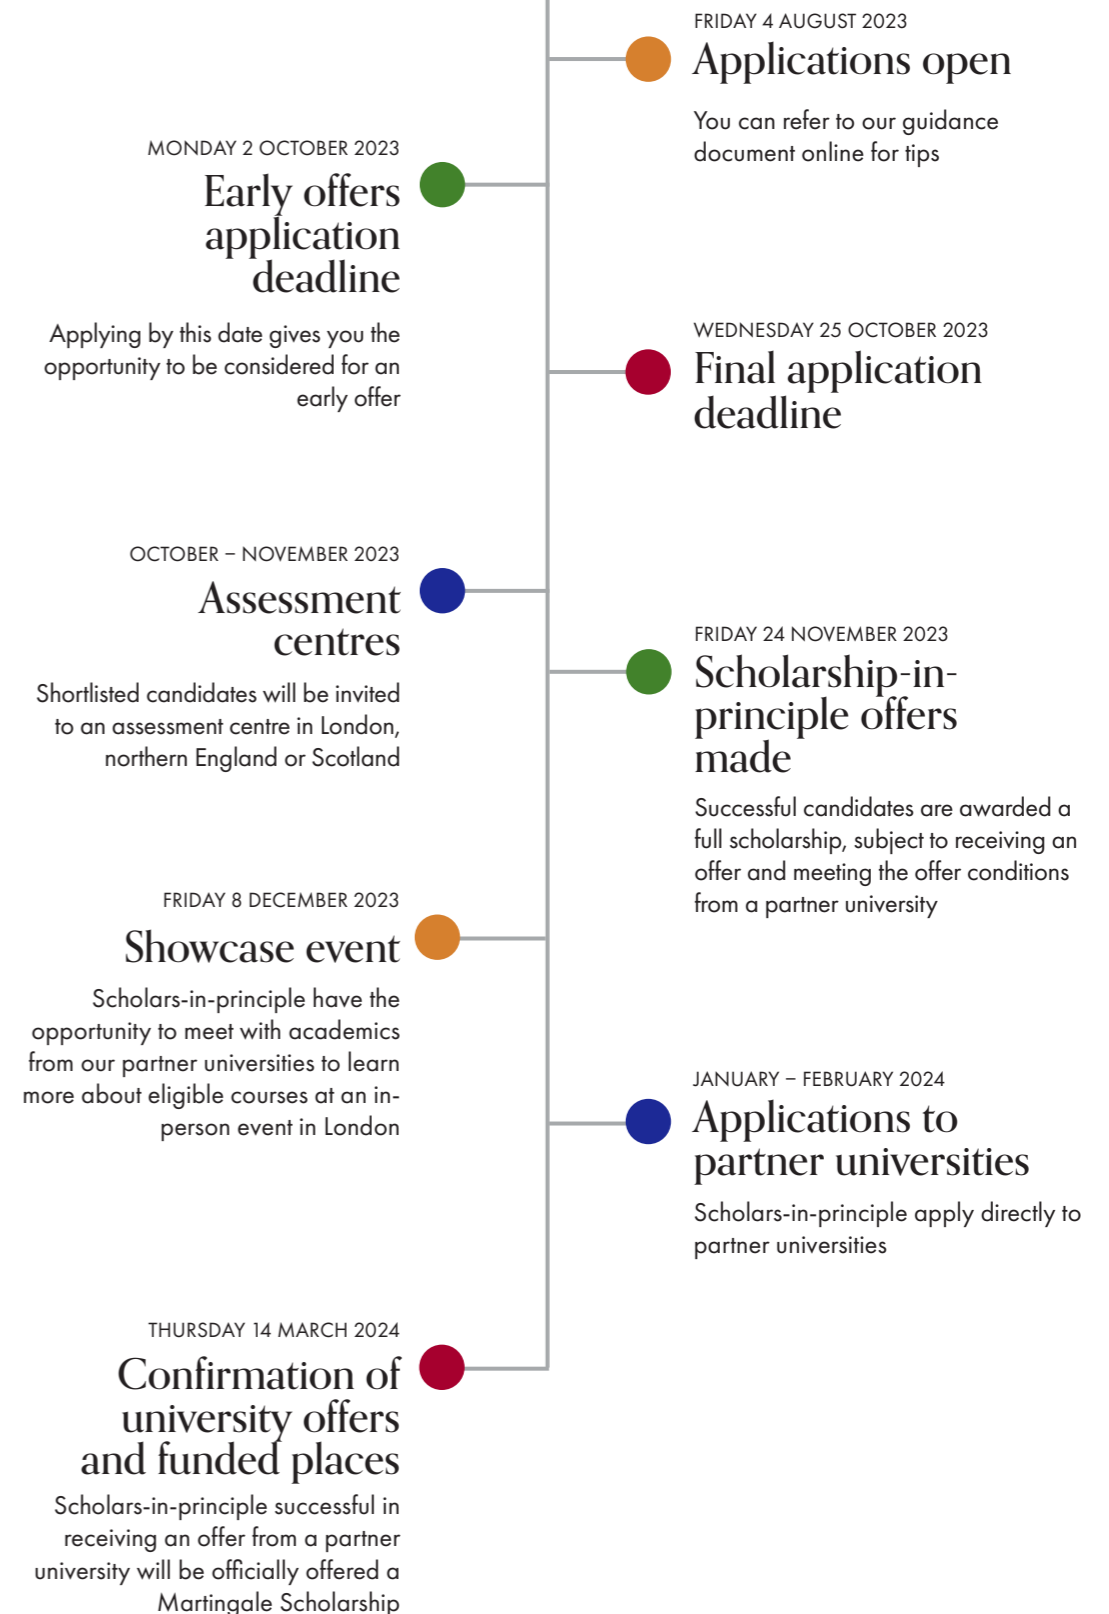 FRIDAY 4 AUGUST 2023
Applications open
You can refer to our guidance
document online for tips
MONDAY 2 OCTOBER 2023
Early offers
application
deadline
Applying by this date gives you the
opportunity to be considered for an
early offer
WEDNESDAY 25 OCTOBER 2023
Final application
deadline
OCTOBER – NOVEMBER 2023
Assessment
centres
Shortlisted candidates will be invited
to an assessment centre in London,
northern England or Scotland
FRIDAY 24 NOVEMBER 2023
Scholarship-in-
principle offers
made
Successful candidates are awarded a
full scholarship, subject to receiving an
offer and meeting the offer conditions
from a partner university
FRIDAY 8 DECEMBER 2023
Showcase event
Scholars-in-principle have the
opportunity to meet with academics
from our partner universities to learn
more about eligible courses at an in-
person event in London
JANUARY – FEBRUARY 2024
Applications to
partner universities
Scholars-in-principle apply directly to
partner universities
THURSDAY 14 MARCH 2024
Confirmation of
university offers
and funded places
Scholars-in-principle successful in
receiving an offer from a partner
university will be officially offered a
Martingale Scholarship